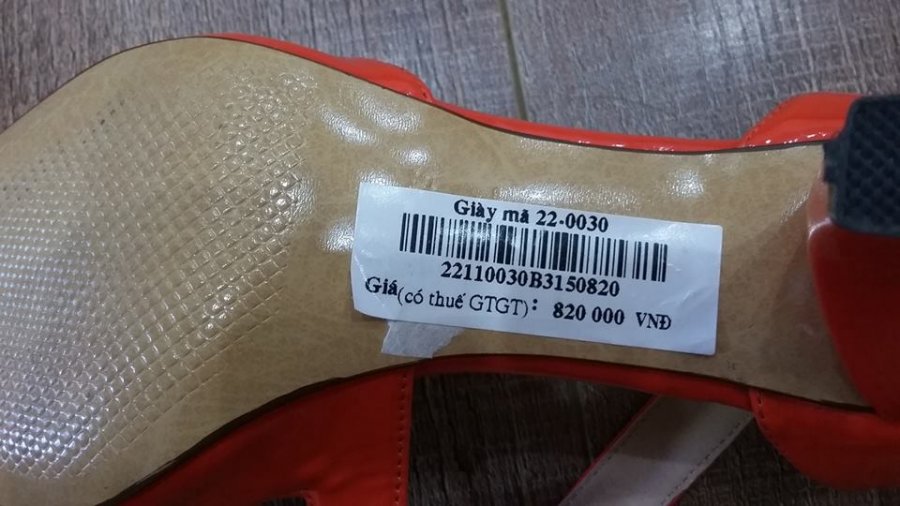 Giày mã 22-0030
22110030B3150820
Giá(có thuế GTGT): 820 000 VNĐ